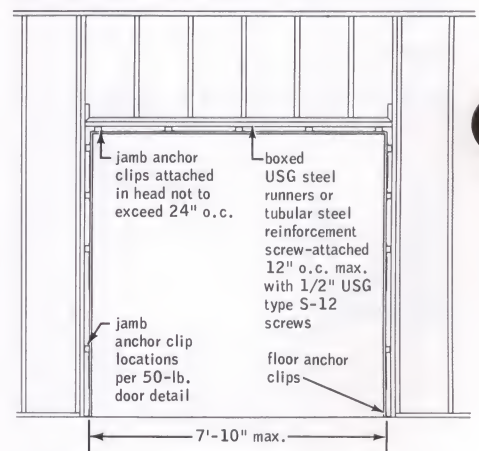 jamb anchor
clips attached
in head not to
exceed 24" o.c.
boxed
USG steel
runners or
tubular steel
reinforcement
screw-attached
12" o.c. max.
with 1/2" USG
type S-12
screws
jamb
anchor clip
locations
per 50-lb.
door detail
floor anchor
clips
7'-10" max.